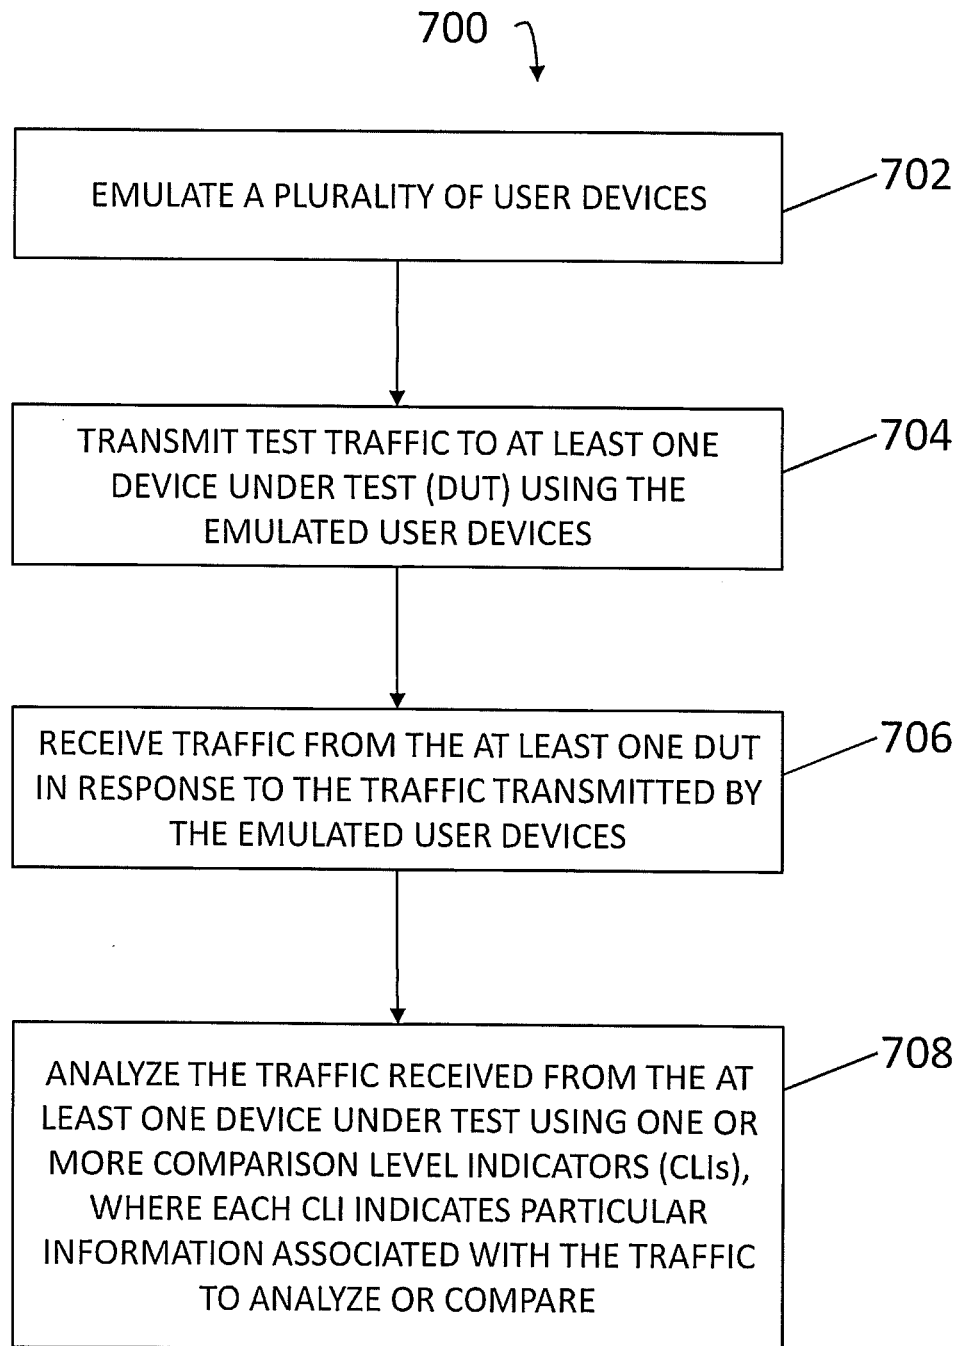 700
EMULATE A PLURALITY OF USER DEVICES
702
TRANSMIT TEST TRAFFIC TO AT LEAST ONE
DEVICE UNDER TEST (DUT) USING THE
EMULATED USER DEVICES
704
RECEIVE TRAFFIC FROM THE AT LEAST ONE DUT
IN RESPONSE TO THE TRAFFIC TRANSMITTED BY
THE EMULATED USER DEVICES
706
ANALYZE THE TRAFFIC RECEIVED FROM THE AT
LEAST ONE DEVICE UNDER TEST USING ONE OR
MORE COMPARISON LEVEL INDICATORS (CLIs),
WHERE EACH CLI INDICATES PARTICULAR
INFORMATION ASSOCIATED WITH THE TRAFFIC
TO ANALYZE OR COMPARE
708